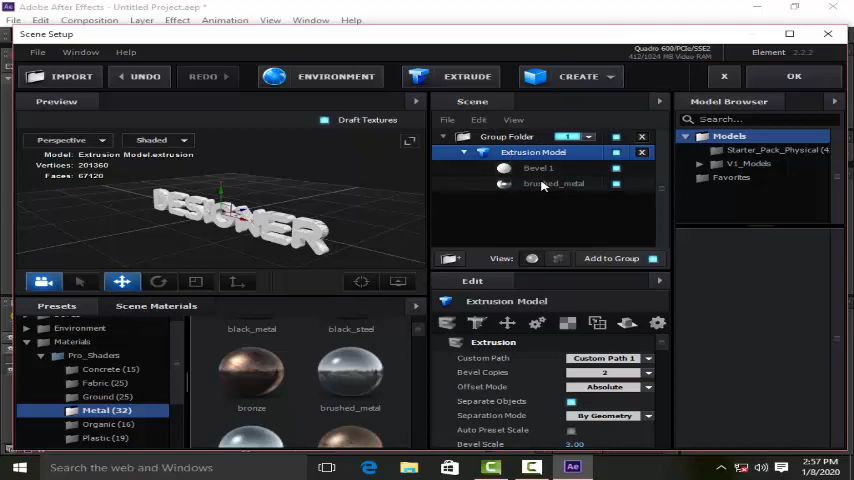 Adobe After Effects - Untitled Project.aep *
File Edit Composition Layer Effect Animation View Window Help
Scene Setup
File Window Help
Quadro 600/PCIe/SSE2
412/1024 MB Video RAM
Element 2.2.2
IMPORT UNDO REDO ENVIRONMENT EXTRUDE CREATE X OK
Preview Scene Model Browser
Draft Textures File Edit View Search...
Perspective Shaded Group Folder 1 X Models
Model: Extrusion Model.extrusion Extrusion Model X Starter_Pack_Physical (4
Vertices: 201360 Bevel 1 V1_Models
Faces: 67120 brushed_metal Favorites
DESIGNER
View: Add to Group
Edit
Presets Scene Materials Extrusion Model
Environment
Materials black_metal black_steel
Pro_Shaders Extrusion
Concrete (15) Custom Path Custom Path 1
Fabric (25) Bevel Copies 2
Ground (25) Offset Mode Absolute
Metal (32) bronze brushed_metal Separate Objects
Organic (16) Separation Mode By Geometry
Plastic (19) Auto Preset Scale
Bevel Scale 3.00
Search the web and Windows
Ae
2:57 PM
1/8/2020